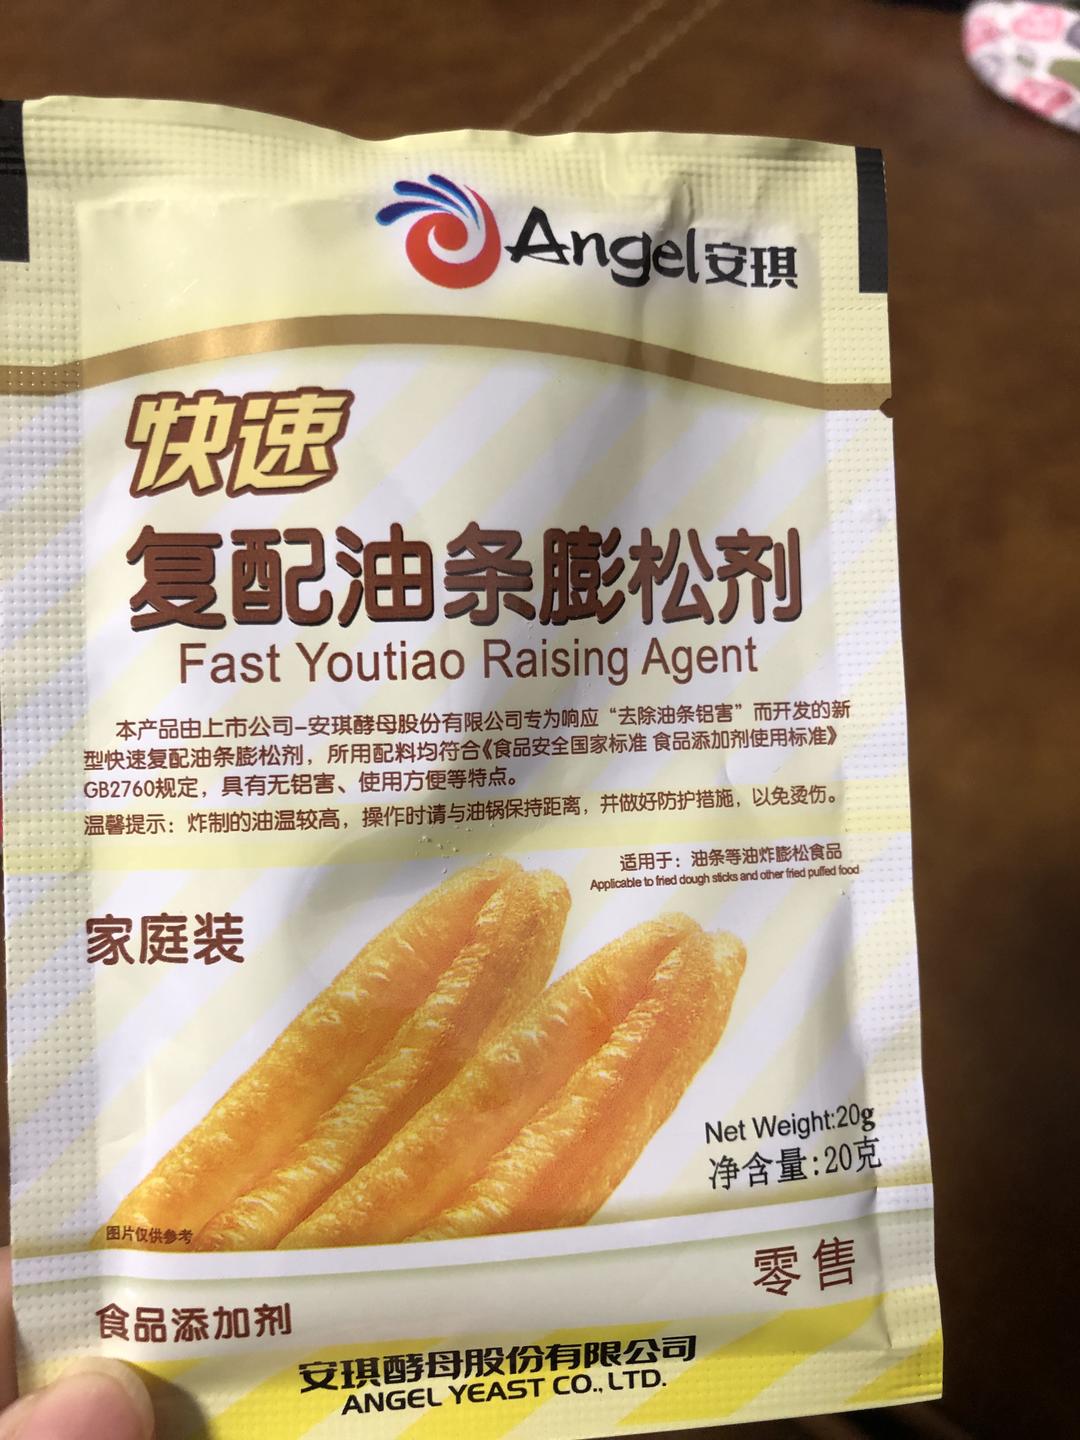 Angel安琪
快速
复配油条膨松剂
Fast Youtiao Raising Agent
本产品由上市公司-安琪酵母股份有限公司专为响应“去除油条铝害”而开发的新
型快速复配油条膨松剂，所用配料均符合《食品安全国家标准 食品添加剂使用标准》
GB2760规定，具有无铝害、使用方便等特点。
温馨提示：炸制的油温较高，操作时请与油锅保持距离，并做好防护措施，以免烫伤。
适用于：油条等油炸膨松食品
Applicable to fried dough sticks and other fried puffed food
家庭装
Net Weight:20g
净含量:20克
图片仅供参考
零售
食品添加剂
安琪酵母股份有限公司
ANGEL YEAST CO., LTD.